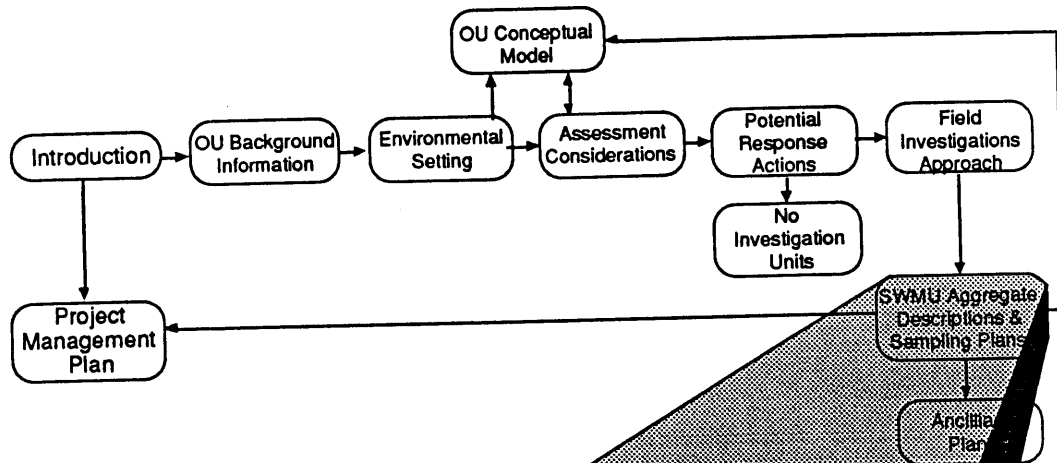 OU Conceptual
Model
Introduction
OU Background
Information
Environmental
Setting
Assessment
Considerations
Potential
Response
Actions
Field
Investigations
Approach
No
Investigation
Units
Project
Management
Plan
SWMU Aggregate
Descriptions &
Sampling Plans